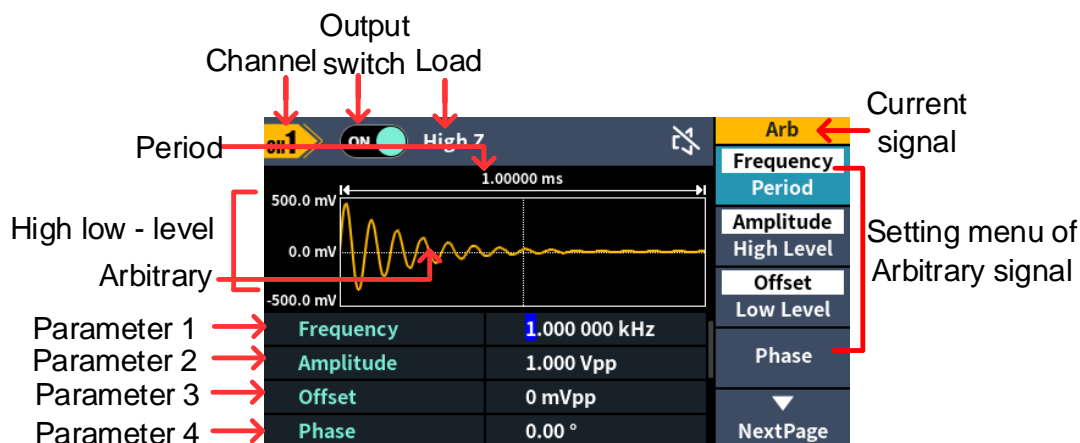 Output
Channel switch Load
Current
signal
CH1 ON High Z Arb
Period
1.00000 ms
Frequency
Period
500.0 mV
High low - level
0.0 mV
Amplitude
High Level
Setting menu of
Arbitrary signal
Arbitrary
-500.0 mV
Offset
Low Level
Parameter 1 Frequency 1.000 000 kHz
Parameter 2 Amplitude 1.000 Vpp
Phase
Parameter 3 Offset 0 mVpp
Parameter 4 Phase 0.00 °
NextPage